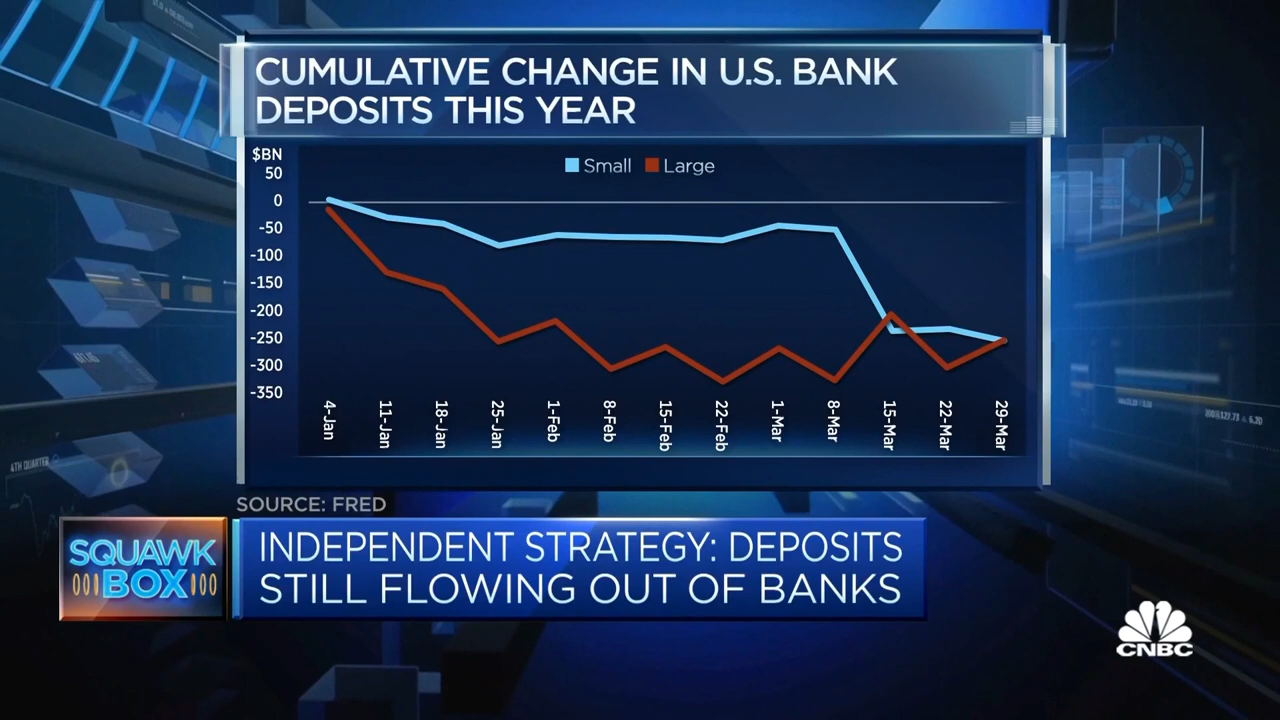 CUMULATIVE CHANGE IN U.S. BANK
DEPOSITS THIS YEAR
$BN
Small Large
50
0
-50
-100
-150
-200
-250
-300
-350
4-Jan
11-Jan
18-Jan
25-Jan
1-Feb
8-Feb
15-Feb
22-Feb
1-Mar
8-Mar
15-Mar
22-Mar
29-Mar
4TH QUARTER
SOURCE: FRED
SQUAWK
BOX
INDEPENDENT STRATEGY: DEPOSITS
STILL FLOWING OUT OF BANKS
CNBC